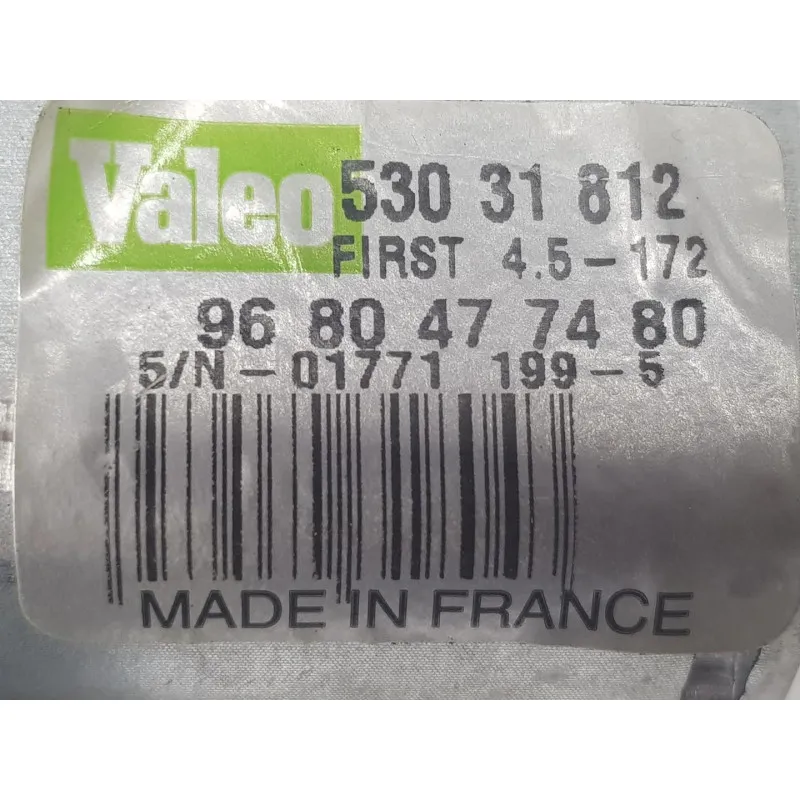 Valeo 530 31 812
FIRST 4.5-172
96 80 47 74 80
S/N-01771 199-5
MADE IN FRANCE